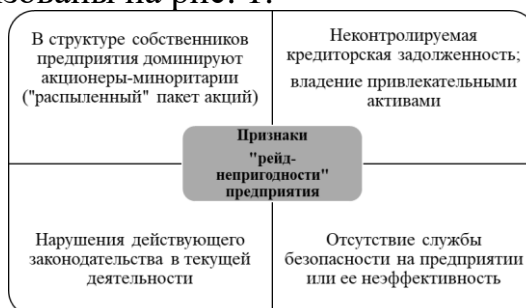 зованы на рис. 1.
В структуре собственников
предприятия доминируют
акционеры-миноритарии
("распыленный" пакет акций)
Неконтролируемая
кредиторская задолженность;
владение привлекательными
активами
Признаки
"рейд-
непригодности"
предприятия
Нарушения действующего
законодательства в текущей
деятельности
Отсутствие службы
безопасности на предприятии
или ее неэффективность